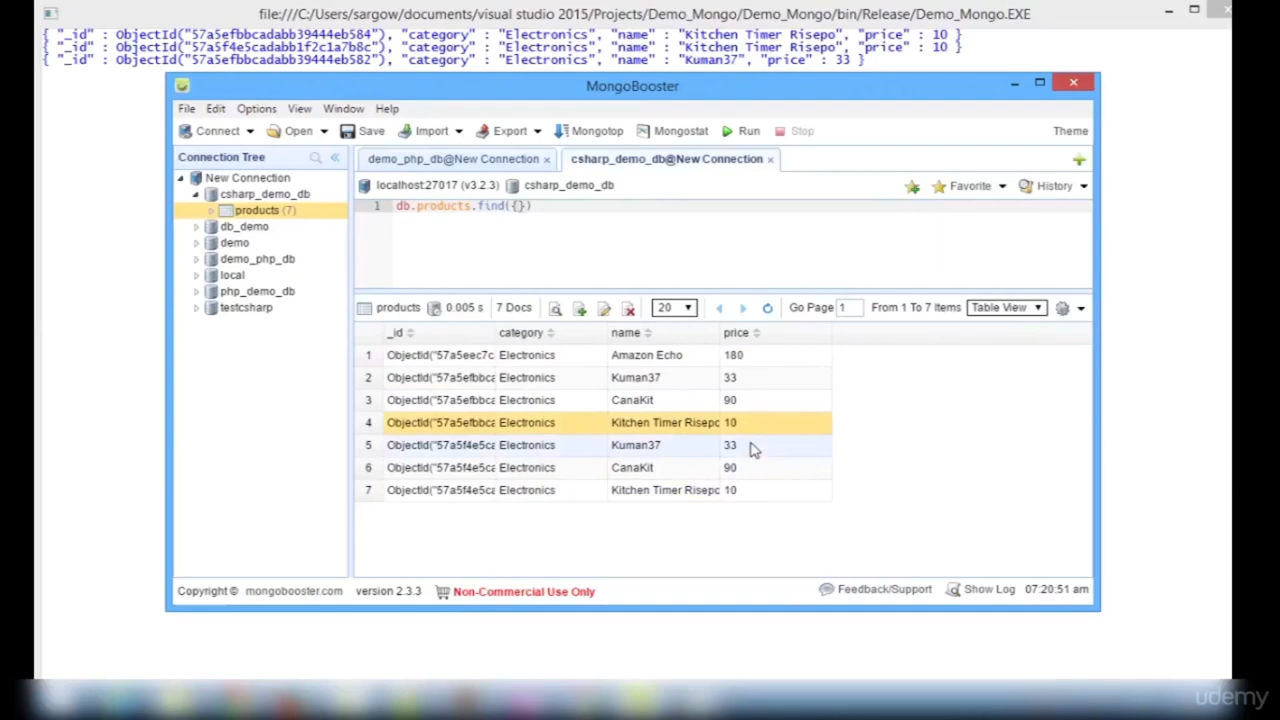 file:///C:/Users/sargow/documents/visual studio 2015/Projects/Demo_Mongo/Demo_Mongo/bin/Release/Demo_Mongo.EXE
{ "_id" : ObjectId("57a5efbbcadabb39444eb584"), "category" : "Electronics", "name" : "Kitchen Timer Risepo", "price" : 10 }
{ "_id" : ObjectId("57a5f4e5cadabb1f2c1a7b8c"), "category" : "Electronics", "name" : "Kitchen Timer Risepo", "price" : 10 }
{ "_id" : ObjectId("57a5efbbcadabb39444eb582"), "category" : "Electronics", "name" : "Kuman37", "price" : 33 }
MongoBooster
File Edit Options View Window Help
Connect Open Save Import Export Mongotop Mongostat Run Stop Theme
Connection Tree demo_php_db@New Connection × csharp_demo_db@New Connection ×
New Connection localhost:27017 (v3.2.3) csharp_demo_db Favorite History
csharp_demo_db
products (7) 1 db.products.find({})
db_demo
demo
demo_php_db
local
php_demo_db
testcsharp products 0.005 s 7 Docs 20 Go Page 1 From 1 To 7 Items Table View
_id category name price
1 ObjectId("57a5eec7c Electronics Amazon Echo 180
2 ObjectId("57a5efbbca Electronics Kuman37 33
3 ObjectId("57a5efbbca Electronics CanaKit 90
4 ObjectId("57a5efbbca Electronics Kitchen Timer Risepo 10
5 ObjectId("57a5f4e5ca Electronics Kuman37 33
6 ObjectId("57a5f4e5ca Electronics CanaKit 90
7 ObjectId("57a5f4e5ca Electronics Kitchen Timer Risepo 10
Copyright © mongobooster.com version 2.3.3 Non-Commercial Use Only Feedback/Support Show Log 07:20:51 am
udemy